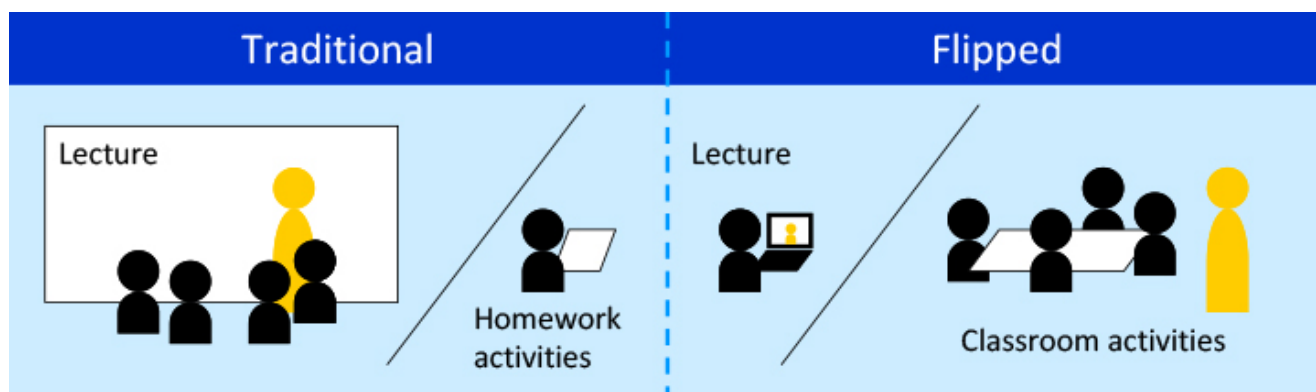 Traditional
Flipped
Lecture
Homework
activities
Lecture
Classroom activities